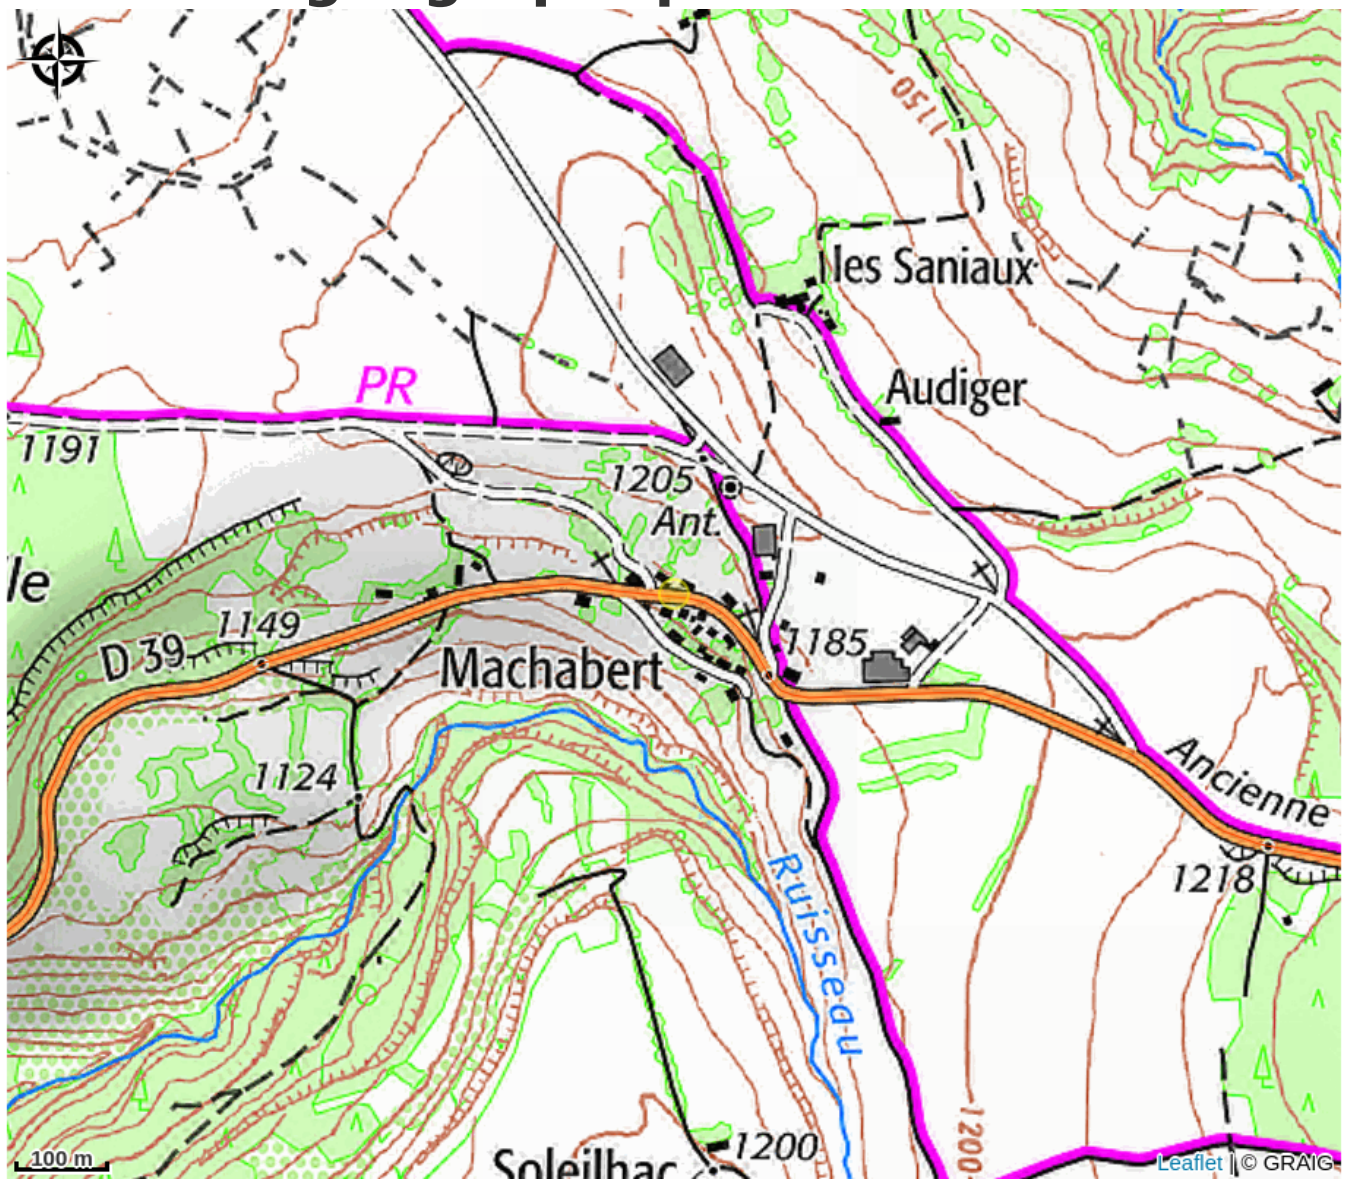 1150
les Saniaux
PR
Audiger
1191
1205
Ant.
lle
1149
D 39
1185
Machabert
Ancienne
1124
1218
Ruisseau
1200
1200
Soleilhac
100 m
Leaflet | © GRAIG